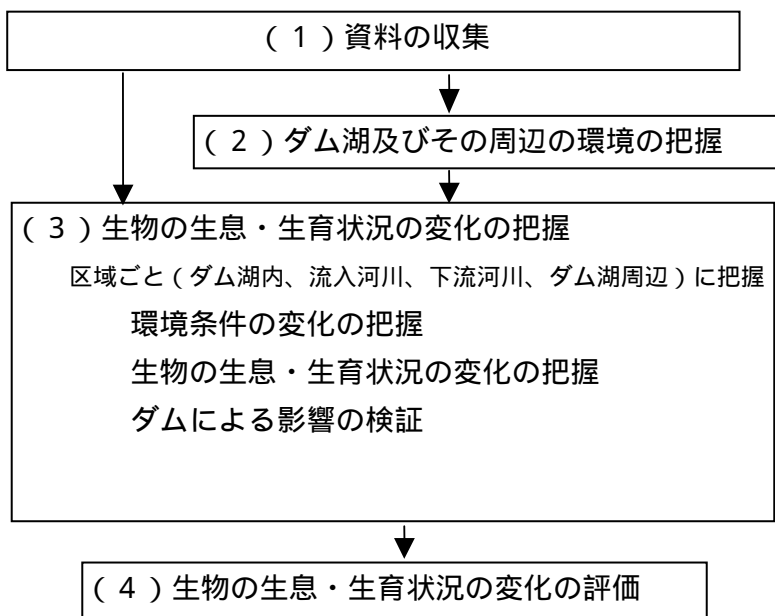 (１)資料の収集
(２)ダム湖及びその周辺の環境の把握
(３)生物の生息・生育状況の変化の把握
区域ごと(ダム湖内、流入河川、下流河川、ダム湖周辺)に把握
環境条件の変化の把握
生物の生息・生育状況の変化の把握
ダムによる影響の検証
(４)生物の生息・生育状況の変化の評価